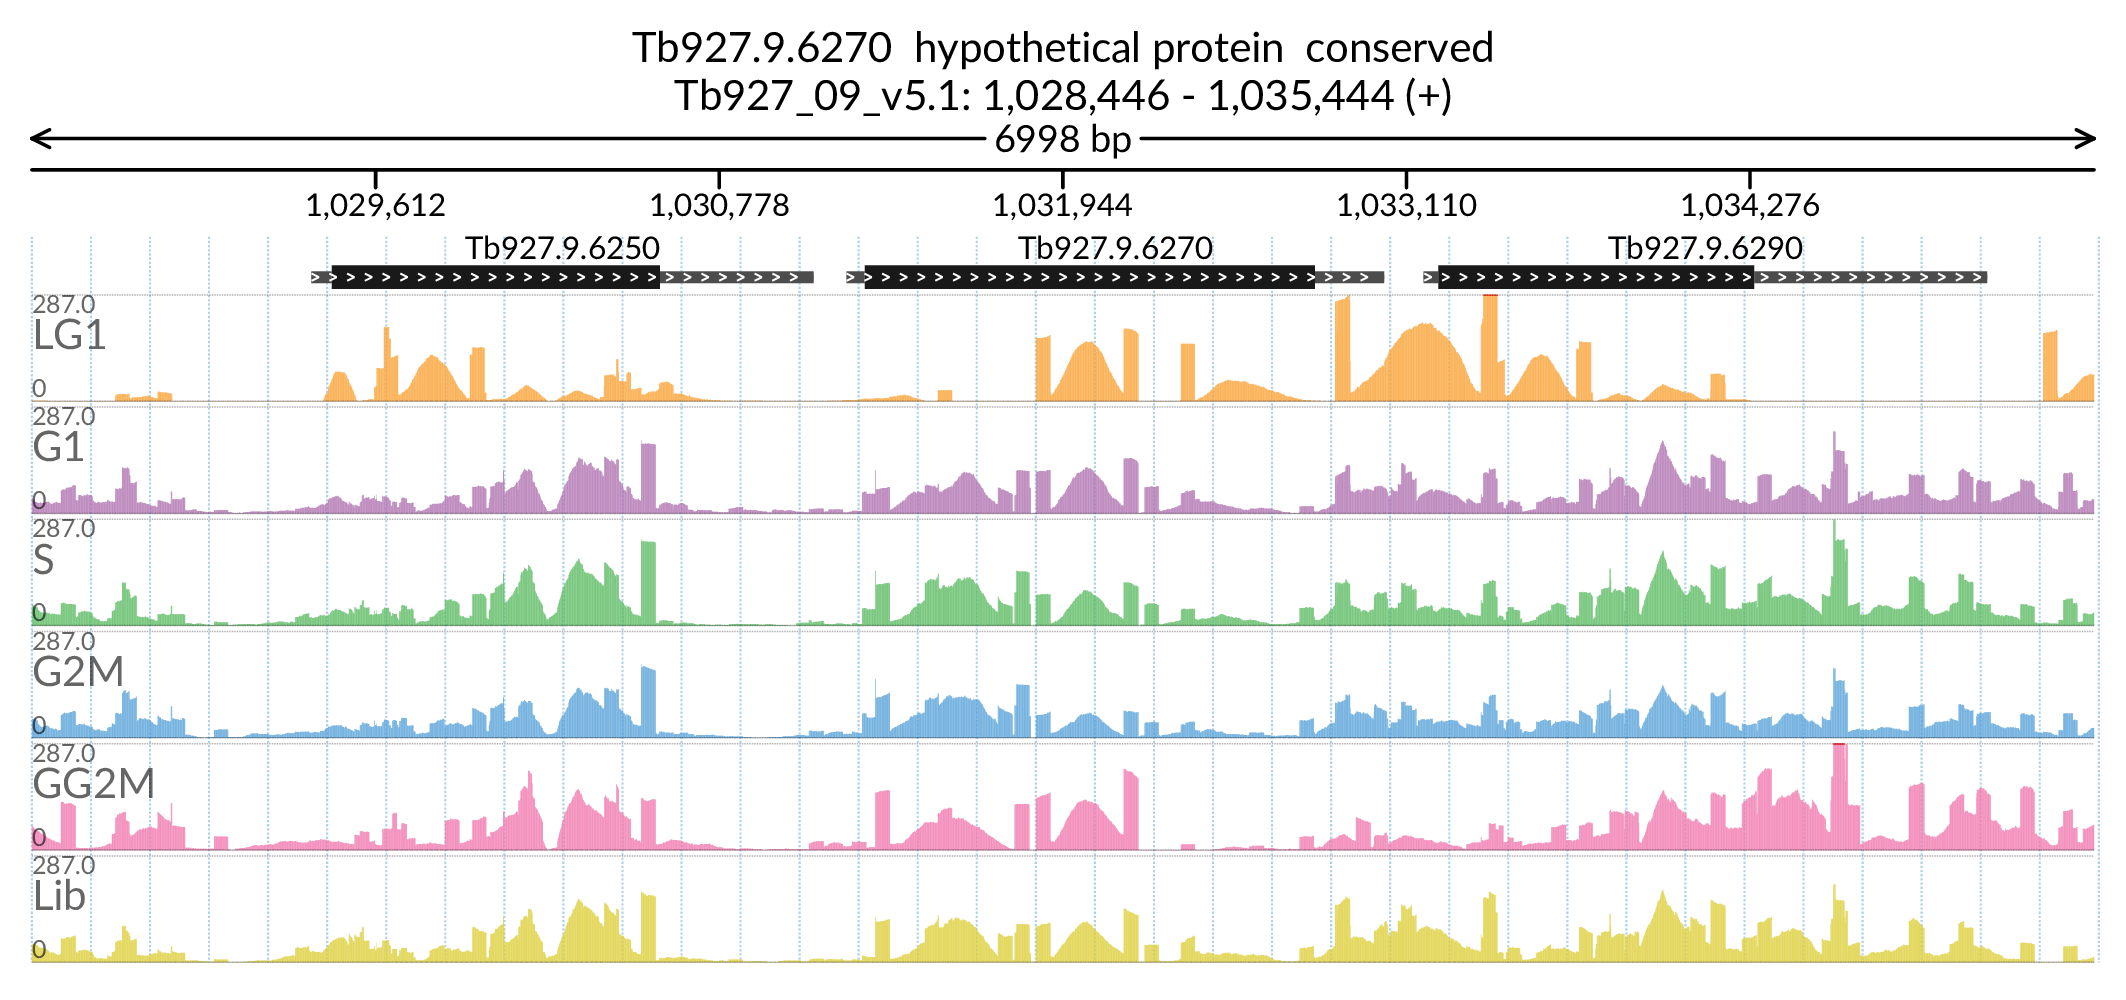 Tb927.9.6270  hypothetical protein  conserved
Tb927_09_v5.1: 1,028,446 - 1,035,444 (+)
6998 bp
1,029,612 1,030,778 1,031,944 1,033,110 1,034,276
Tb927.9.6250 Tb927.9.6270 Tb927.9.6290
287.0
LG1
0
287.0
G1
0
287.0
S
0
287.0
G2M
0
287.0
GG2M
0
287.0
Lib
0